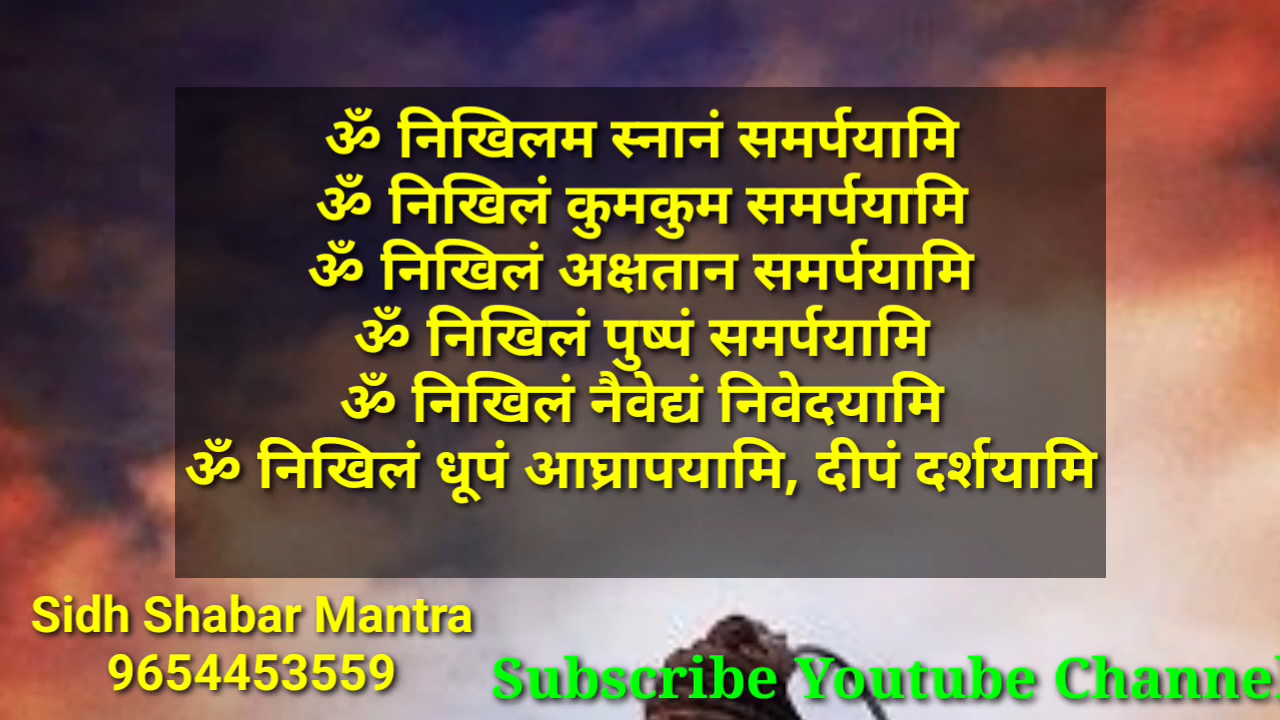 ॐ निखिलम स्नानं समर्पयामि
ॐ निखिलं कुमकुम समर्पयामि
ॐ निखिलं अक्षतान समर्पयामि
ॐ निखिलं पुष्पं समर्पयामि
ॐ निखिलं नैवेद्यं निवेदयामि
ॐ निखिलं धूपं आघ्रापयामि, दीपं दर्शयामि
Sidh Shabar Mantra
9654453559
Subscribe Youtube Channel